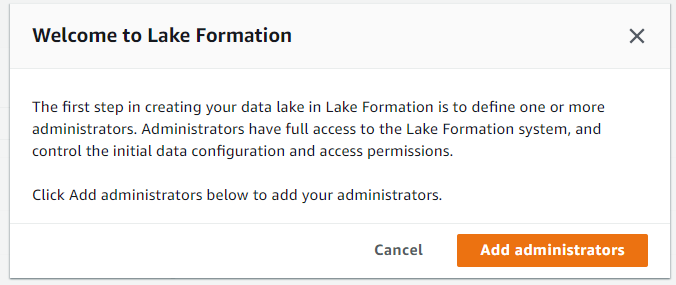 Welcome to Lake Formation
The first step in creating your data lake in Lake Formation is to define one or more
administrators. Administrators have full access to the Lake Formation system, and
control the initial data configuration and access permissions.
Click Add administrators below to add your administrators.
Cancel
Add administrators